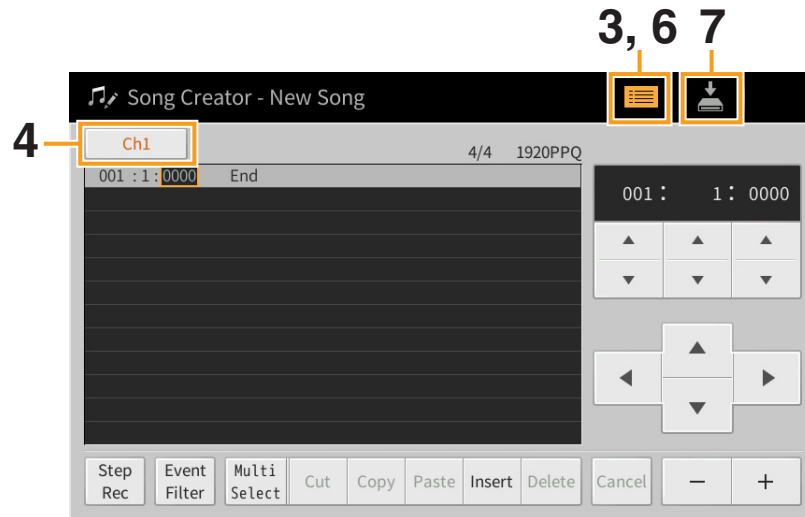 3, 6 7
Song Creator - New Song
4
Ch1
4/4 1920PPQ
001 : 1 : 0000 End
001 : 1 : 0000
Step Rec
Event Filter
Multi Select
Cut
Copy
Paste
Insert
Delete
Cancel
−
+